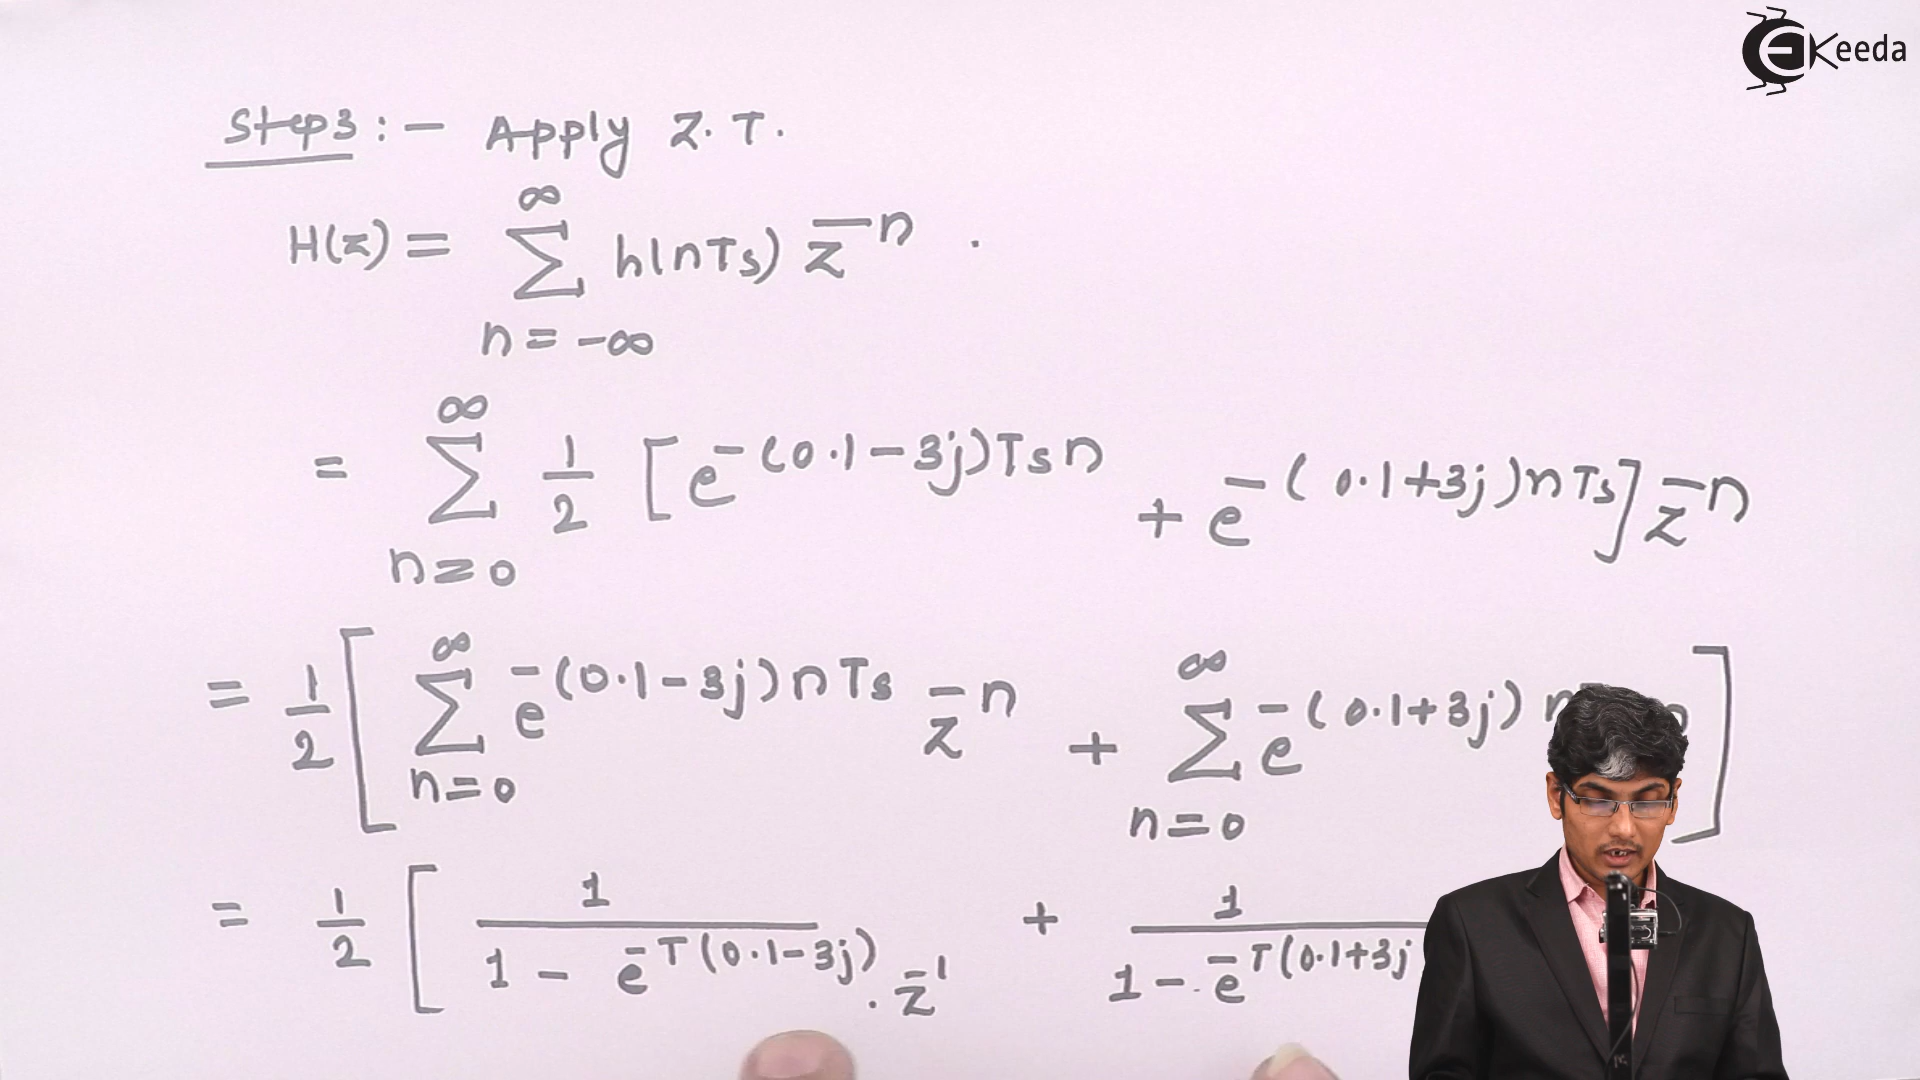 EKeeda
Step3 :- Apply Z.T.
∞
H(z) = Σ h(nTs) z^-n .
n = -∞
∞
= Σ 1/2 [e^-(0.1-3j)Tsn + e^-(0.1+3j)nTs] z^-n
n=0
∞ ∞
= 1/2 [ Σ e^-(0.1-3j)nTs z^-n + Σ e^-(0.1+3j) ]
n=0 n=0
= 1/2 [ 1 / 1 - e^-T(0.1-3j) . z^-1 + 1 / 1 - e^-T(0.1+3j